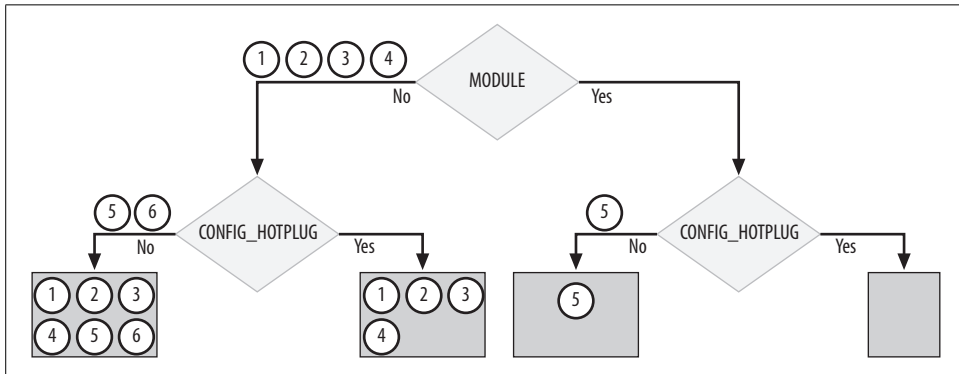 1 2 3 4
MODULE
No Yes
5 6
CONFIG_HOTPLUG
No Yes
5
CONFIG_HOTPLUG
No Yes
1 2 3
4 5 6
1 2 3
4
5